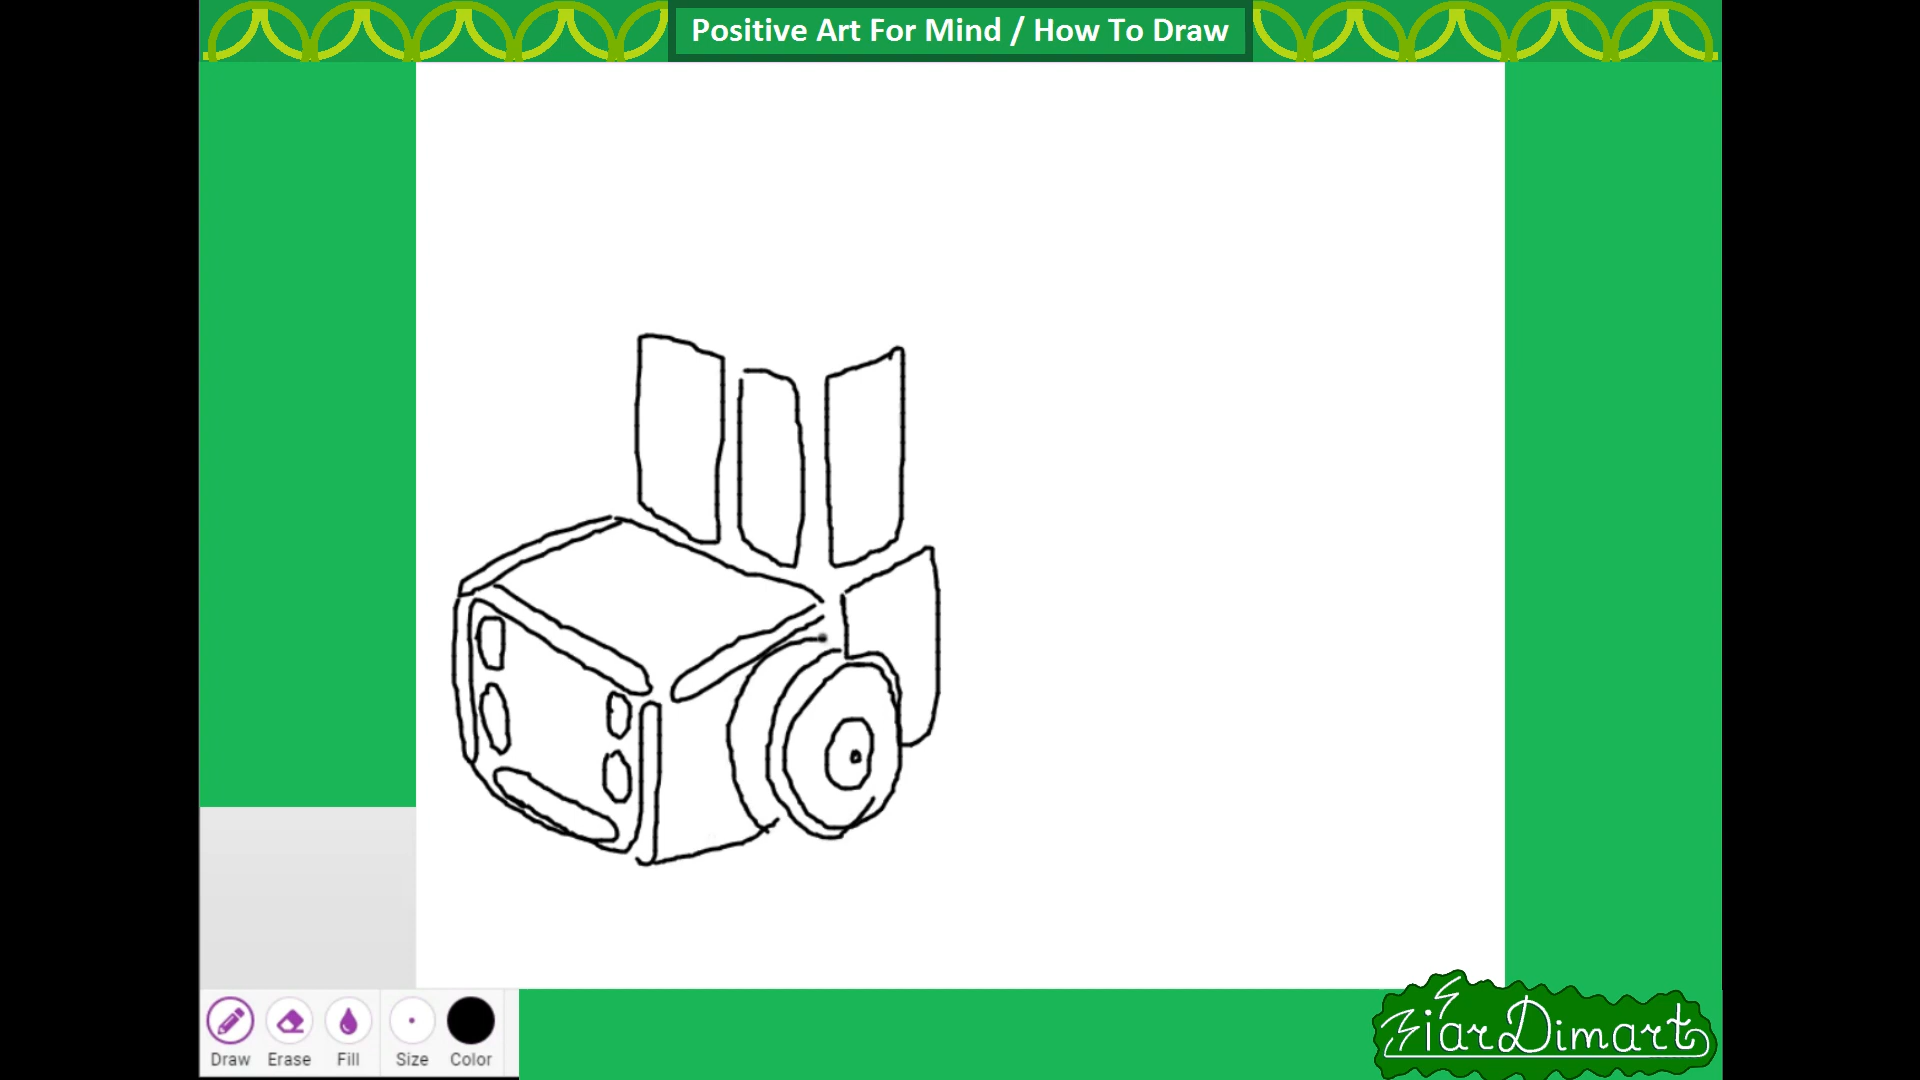 Positive Art For Mind / How To Draw
Draw
Erase
Fill
Size
Color
ZiarDimart